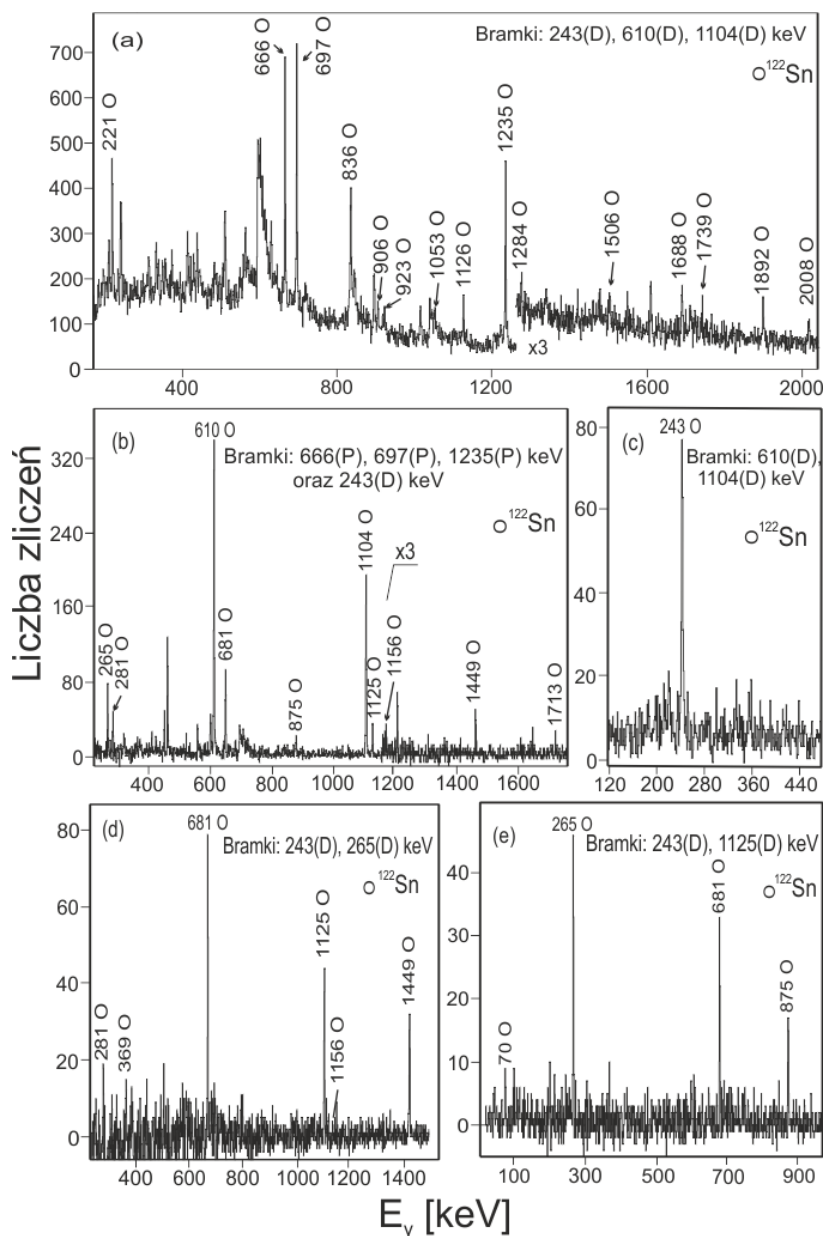 (a)
Bramki: 243(D), 610(D), 1104(D) keV
O ¹²²Sn
221 O
666 O
697 O
836 O
906 O
923 O
1053 O
1126 O
1235 O
1284 O
1506 O
1688 O
1739 O
1892 O
2008 O
x3
700
600
500
400
300
200
100
0
400
800
1200
1600
2000
Liczba zliczeń
(b)
610 O
Bramki: 666(P), 697(P), 1235(P) keV
oraz 243(D) keV
O ¹²²Sn
265 O
281 O
681 O
875 O
1104 O
1125 O
x3
1156 O
1449 O
1713 O
320
240
160
80
0
400
600
800
1000
1200
1400
1600
(c)
243 O
Bramki: 610(D),
1104(D) keV
O ¹²²Sn
80
60
40
20
0
120
200
280
360
440
(d)
681 O
Bramki: 243(D), 265(D) keV
O ¹²²Sn
281 O
369 O
1125 O
1156 O
1449 O
80
60
40
20
0
400
600
800
1000
1200
1400
(e)
265 O
Bramki: 243(D), 1125(D) keV
O ¹²²Sn
70 O
681 O
875 O
40
30
20
10
0
100
300
500
700
900
Eγ [keV]